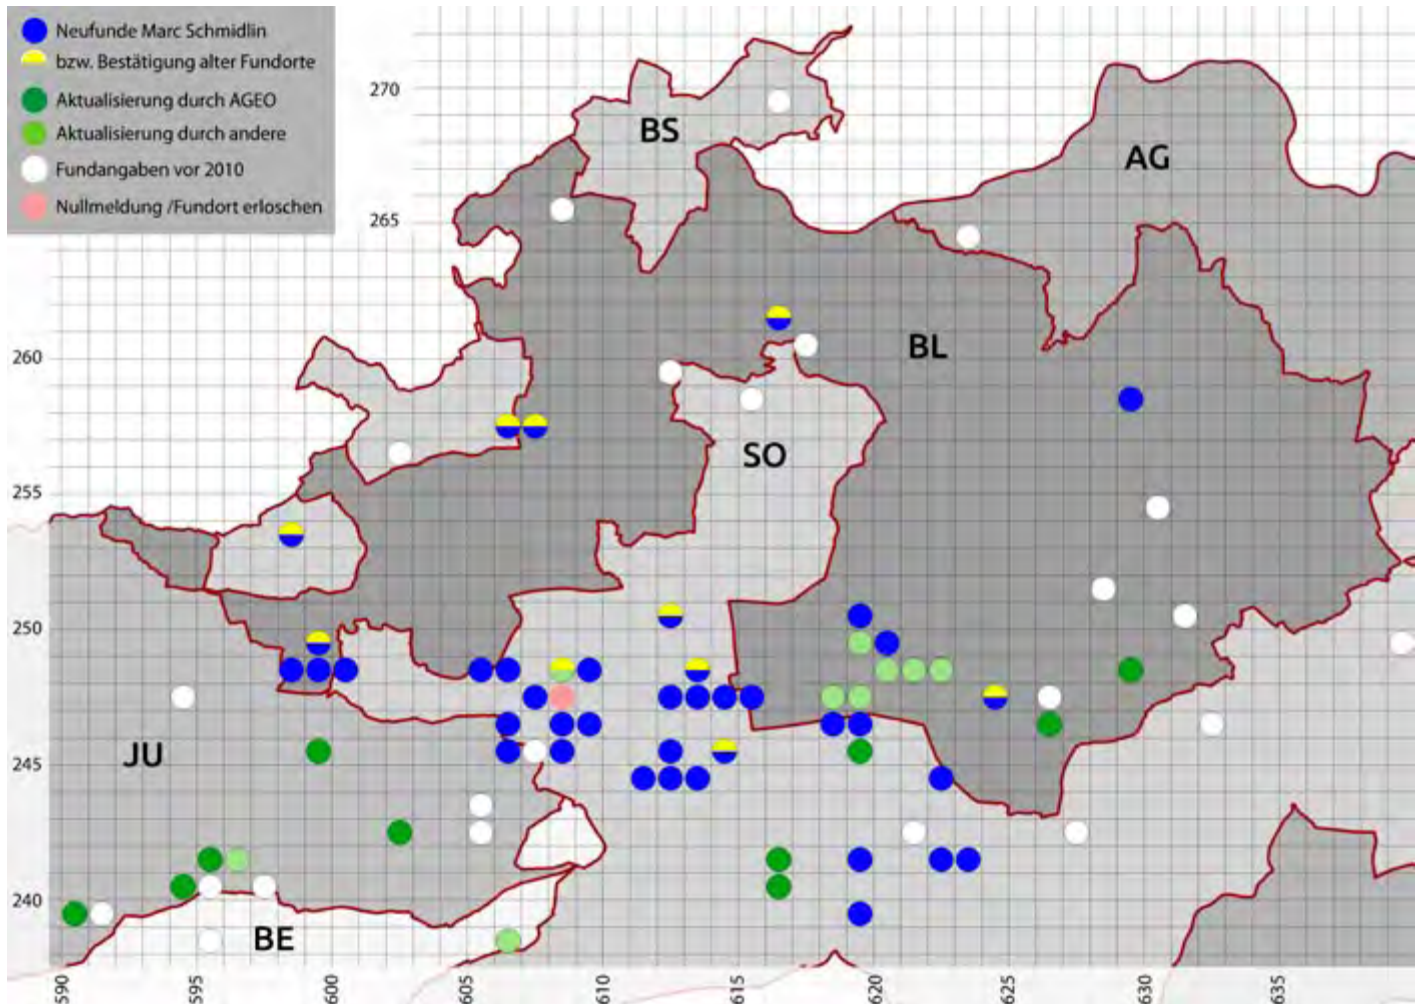 Neufunde Marc Schmidlin
bzw. Bestätigung alter Fundorte
Aktualisierung durch AGEO
Aktualisierung durch andere
Fundangaben vor 2010
Nullmeldung /Fundort erloschen
270
BS
AG
265
260
BL
SO
255
250
JU
245
240
BE
590
595
600
605
610
615
620
625
630
635